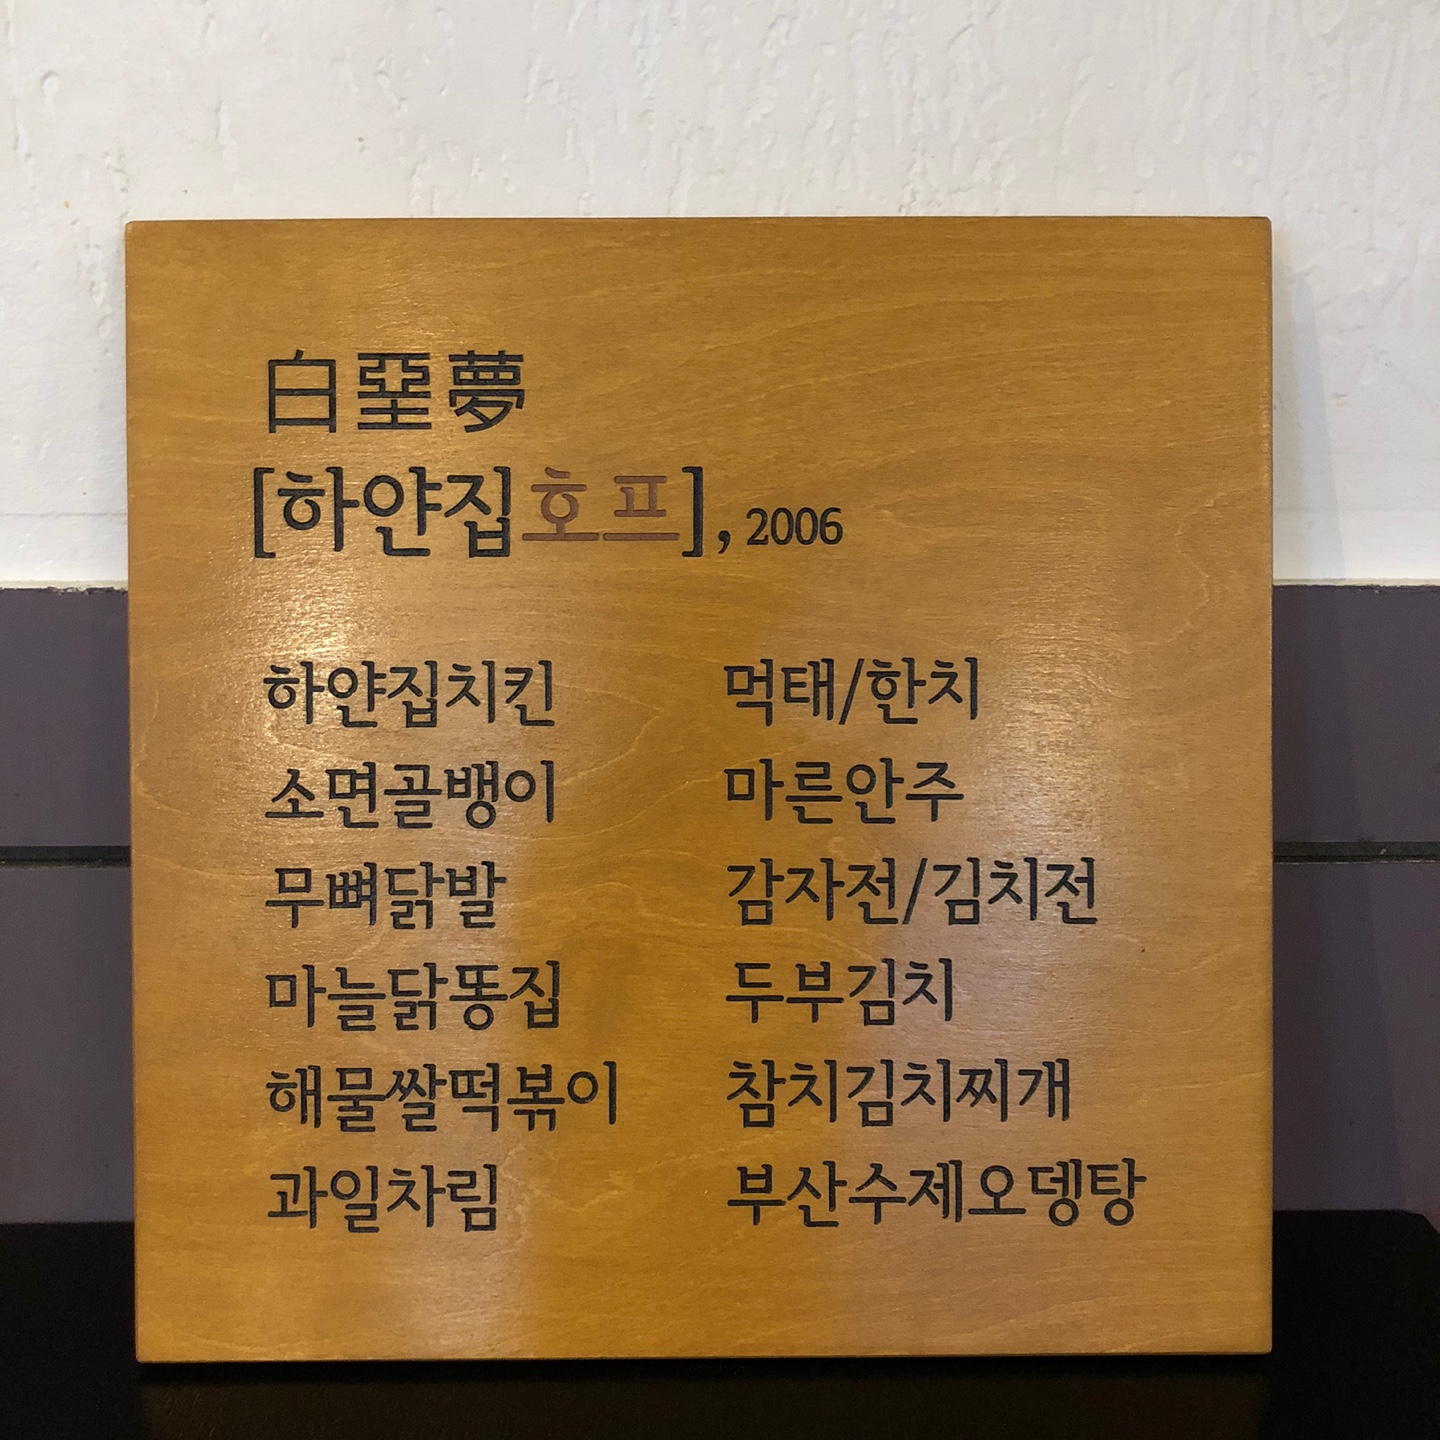 白堊夢
[하얀집호프], 2006
하얀집치킨
소면골뱅이
무뼈닭발
마늘닭똥집
해물쌀떡볶이
과일차림
먹태/한치
마른안주
감자전/김치전
두부김치
참치김치찌개
부산수제오뎅탕